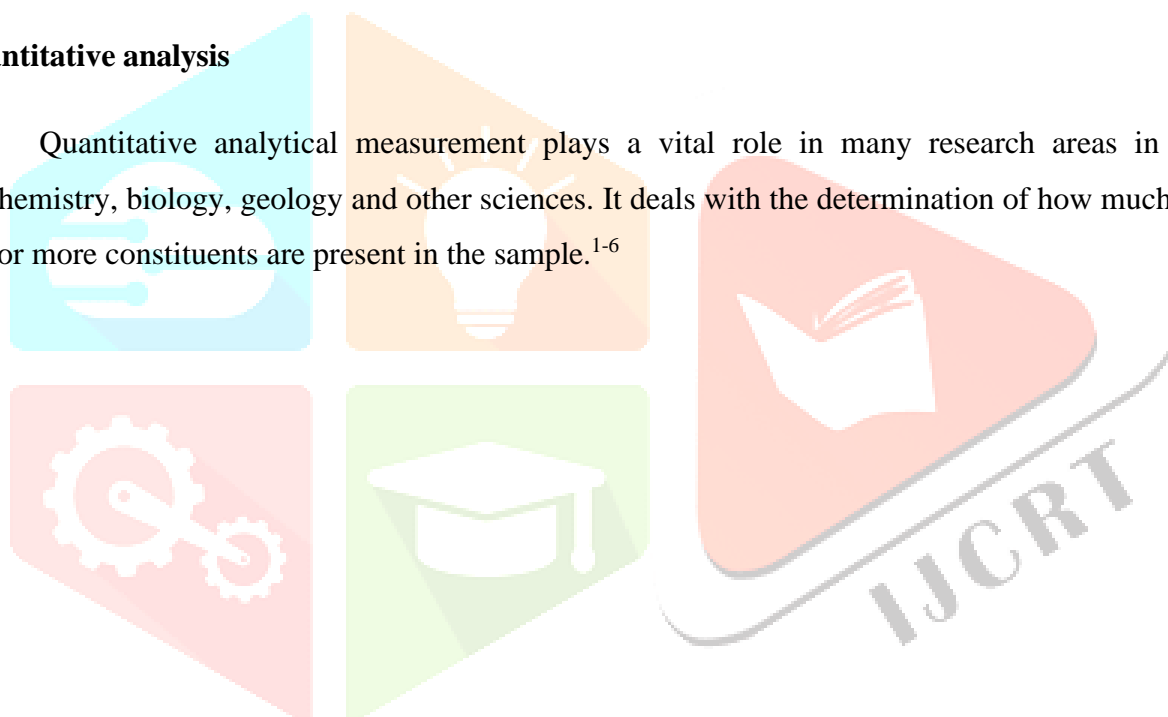 antitative analysis
Quantitative analytical measurement plays a vital role in many research areas in
hemistry, biology, geology and other sciences. It deals with the determination of how much
or more constituents are present in the sample.1-6
IJCRT